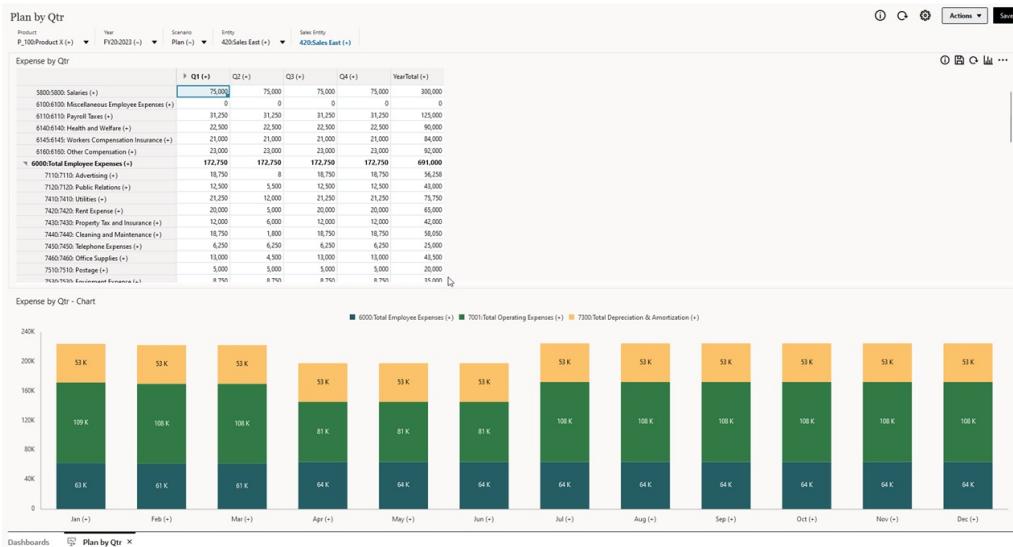 Plan by Qtr
Actions
Save
Product Year Scenario Entity Sales Entity
P_100:Product X (+) FY20:2023 (~) Plan (~) 420:Sales East (+) 420:Sales East (+)
Expense by Qtr
Q1 (+) Q2 (+) Q3 (+) Q4 (+) YearTotal (+)
5800:5800: Salaries (+) 75,000 75,000 75,000 75,000 300,000
6100:6100: Miscellaneous Employee Expenses (+) 0 0 0 0 0
6110:6110: Payroll Taxes (+) 31,250 31,250 31,250 31,250 125,000
6140:6140: Health and Welfare (+) 22,500 22,500 22,500 22,500 90,000
6145:6145: Workers Compensation Insurance (+) 21,000 21,000 21,000 21,000 84,000
6160:6160: Other Compensation (+) 23,000 23,000 23,000 23,000 92,000
6000:Total Employee Expenses (+) 172,750 172,750 172,750 172,750 691,000
7110:7110: Advertising (+) 18,750 8 18,750 18,750 56,258
7120:7120: Public Relations (+) 12,500 5,500 12,500 12,500 43,000
7410:7410: Utilities (+) 21,250 12,000 21,250 21,250 75,750
7420:7420: Rent Expense (+) 20,000 5,000 20,000 20,000 65,000
7430:7430: Property Tax and Insurance (+) 12,000 6,000 12,000 12,000 42,000
7440:7440: Cleaning and Maintenance (+) 18,750 1,800 18,750 18,750 58,050
7450:7450: Telephone Expenses (+) 6,250 6,250 6,250 6,250 25,000
7460:7460: Office Supplies (+) 13,000 4,500 13,000 13,000 43,500
7510:7510: Postage (+) 5,000 5,000 5,000 5,000 20,000
7530:7530: Equipment Expense (+) 8,750 8,750 8,750 8,750 35,000
Expense by Qtr - Chart
6000:Total Employee Expenses (+) 7001:Total Operating Expenses (+) 7300:Total Depreciation & Amortization (+)
240K
200K
53 K 53 K 53 K 53 K 53 K 53 K 53 K 53 K 53 K 53 K 53 K 53 K
160K
120K
109 K 108 K 108 K 81 K 81 K 81 K 108 K 108 K 108 K 108 K 108 K 108 K
80K
40K
63 K 61 K 61 K 64 K 64 K 64 K 64 K 64 K 64 K 64 K 64 K 64 K
0
Jan (+) Feb (+) Mar (+) Apr (+) May (+) Jun (+) Jul (+) Aug (+) Sep (+) Oct (+) Nov (+) Dec (+)
Dashboards Plan by Qtr